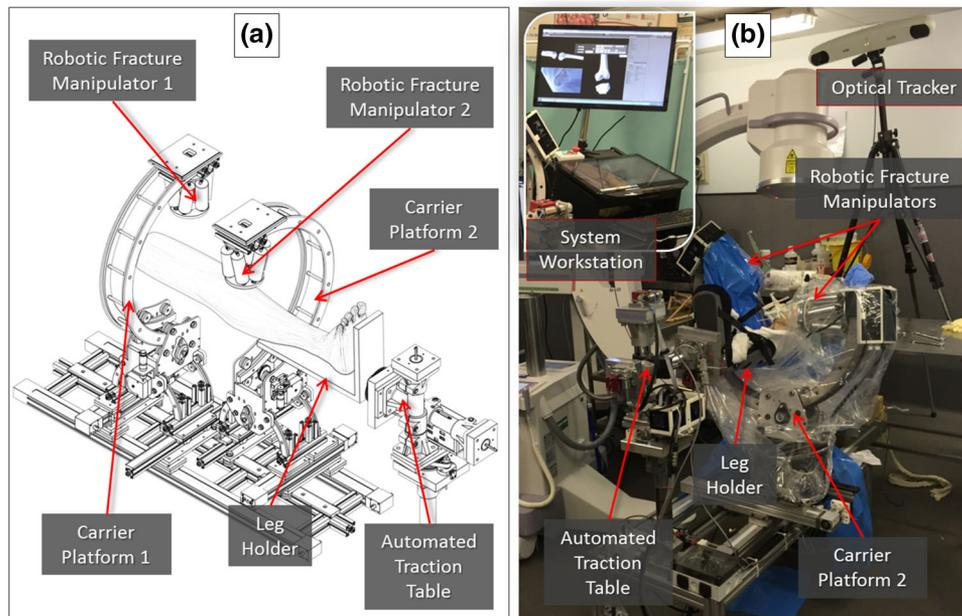 (a)
Robotic Fracture
Manipulator 1
Robotic Fracture
Manipulator 2
Carrier
Platform 2
Carrier
Platform 1
Leg
Holder
Automated
Traction
Table
(b)
Optical Tracker
Robotic Fracture
Manipulators
System
Workstation
Leg
Holder
Automated
Traction
Table
Carrier
Platform 2